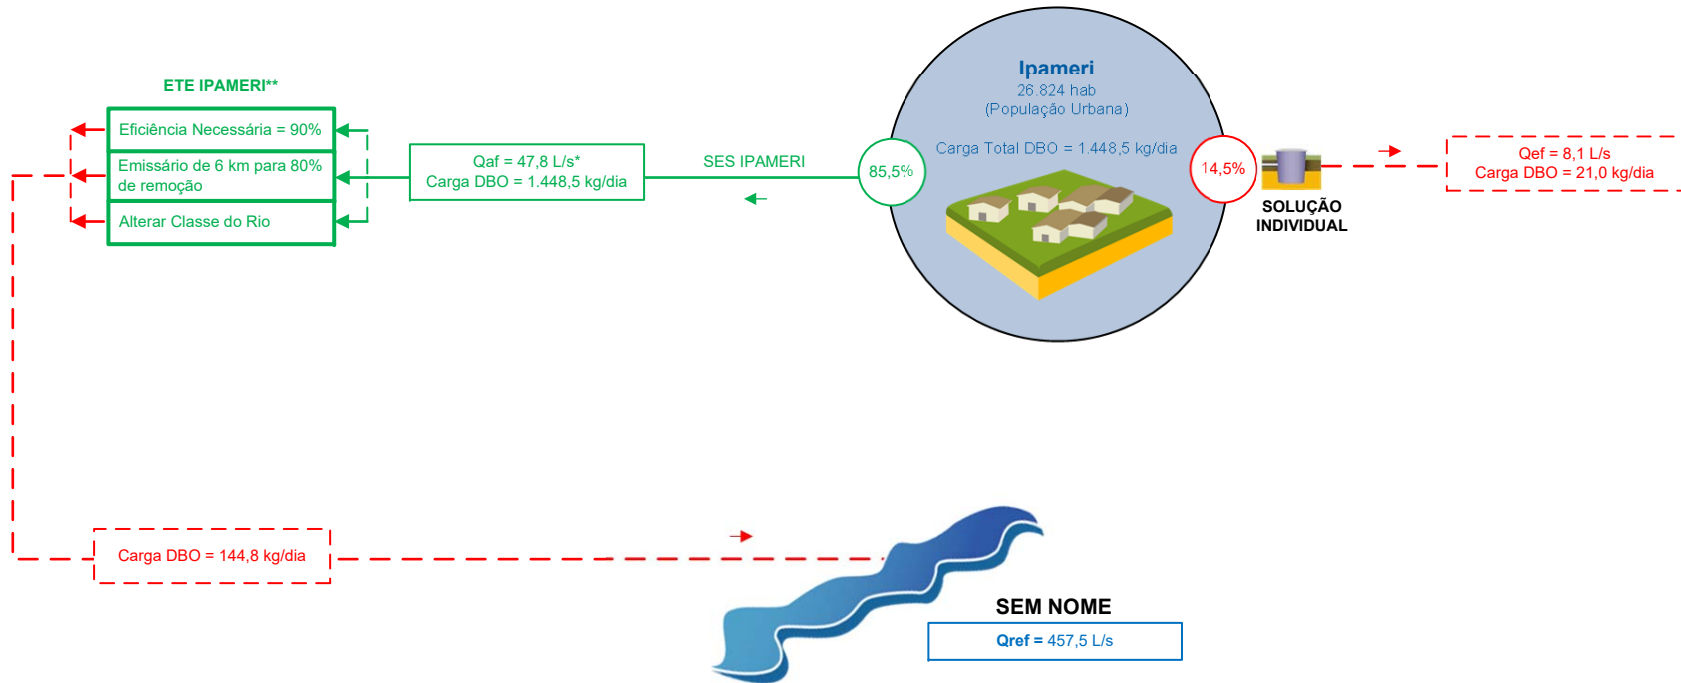 ETE IPAMERI**
Eficiência Necessária = 90%
Emissário de 6 km para 80%
de remoção
Alterar Classe do Rio
Qaf = 47,8 L/s*
Carga DBO = 1.448,5 kg/dia
SES IPAMERI
85,5%
Ipameri
26.824 hab
(População Urbana)
Carga Total DBO = 1.448,5 kg/dia
14,5%
SOLUÇÃO
INDIVIDUAL
Qef = 8,1 L/s
Carga DBO = 21,0 kg/dia
Carga DBO = 144,8 kg/dia
SEM NOME
Qref = 457,5 L/s